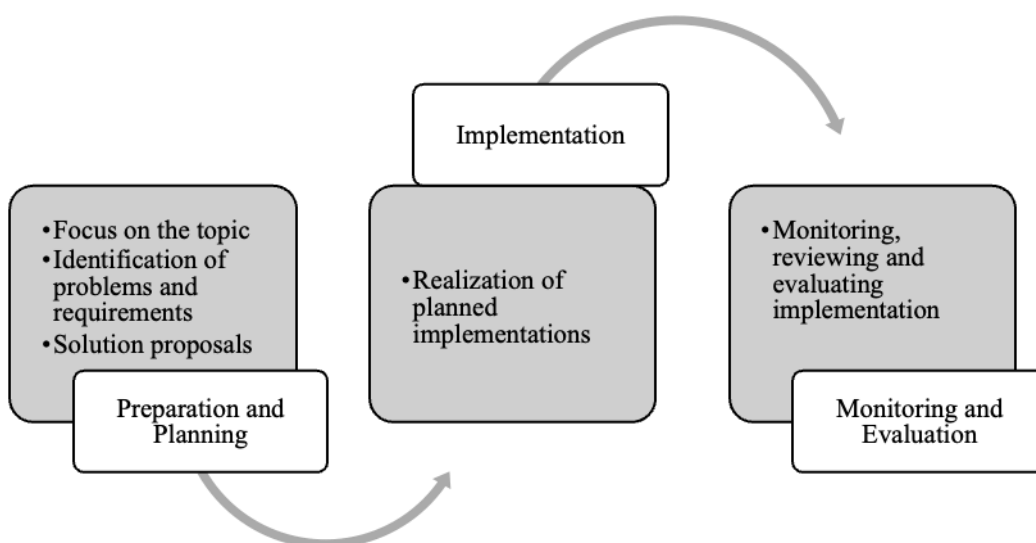 •Focus on the topic
•Identification of
problems and
requirements
•Solution proposals
Preparation and
Planning
Implementation
•Realization of
planned
implementations
•Monitoring,
reviewing and
evaluating
implementation
Monitoring and
Evaluation